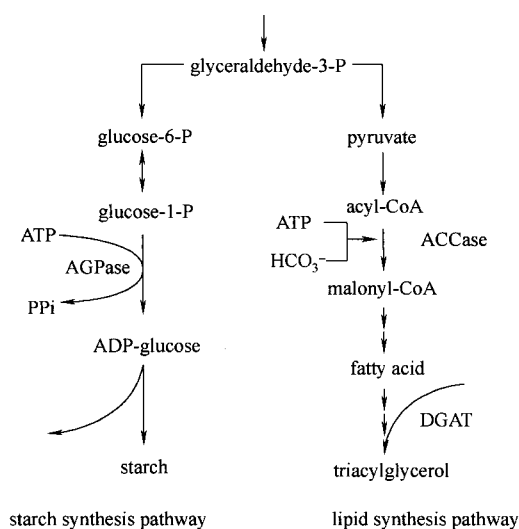 glyceraldehyde-3-P
glucose-6-P
pyruvate
glucose-1-P
acyl-CoA
ATP
AGPase
PPi
ATP
HCO₃⁻
ACCase
malonyl-CoA
ADP-glucose
fatty acid
DGAT
starch
triacylglycerol
starch synthesis pathway
lipid synthesis pathway